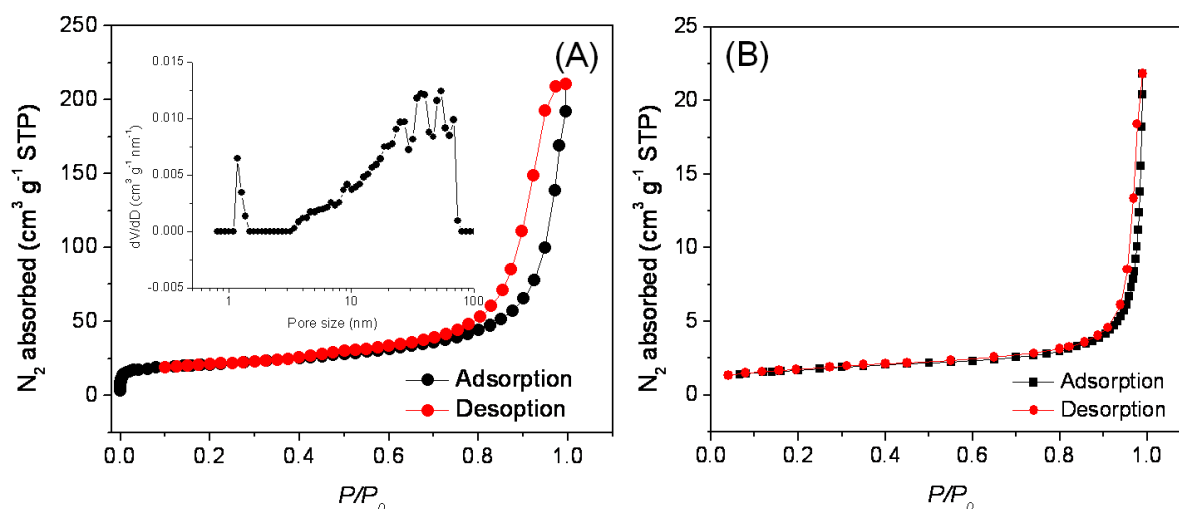 (A)
N₂ absorbed (cm³ g⁻¹ STP)
250
200
150
100
50
0
0.0 0.2 0.4 0.6 0.8 1.0
P/P₀
Adsorption
Desoption
dV/dD (cm³ g⁻¹ nm⁻¹)
0.015
0.010
0.005
0.000
-0.005
1 10 100
Pore size (nm)
(B)
N₂ absorbed (cm³ g⁻¹ STP)
25
20
15
10
5
0
0.0 0.2 0.4 0.6 0.8 1.0
P/P₀
Adsorption
Desorption